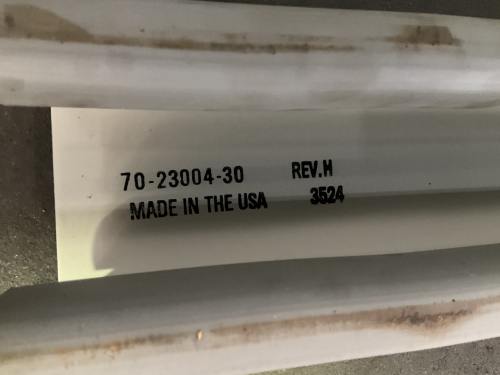 70-23004-30 REV.H
MADE IN THE USA 3524